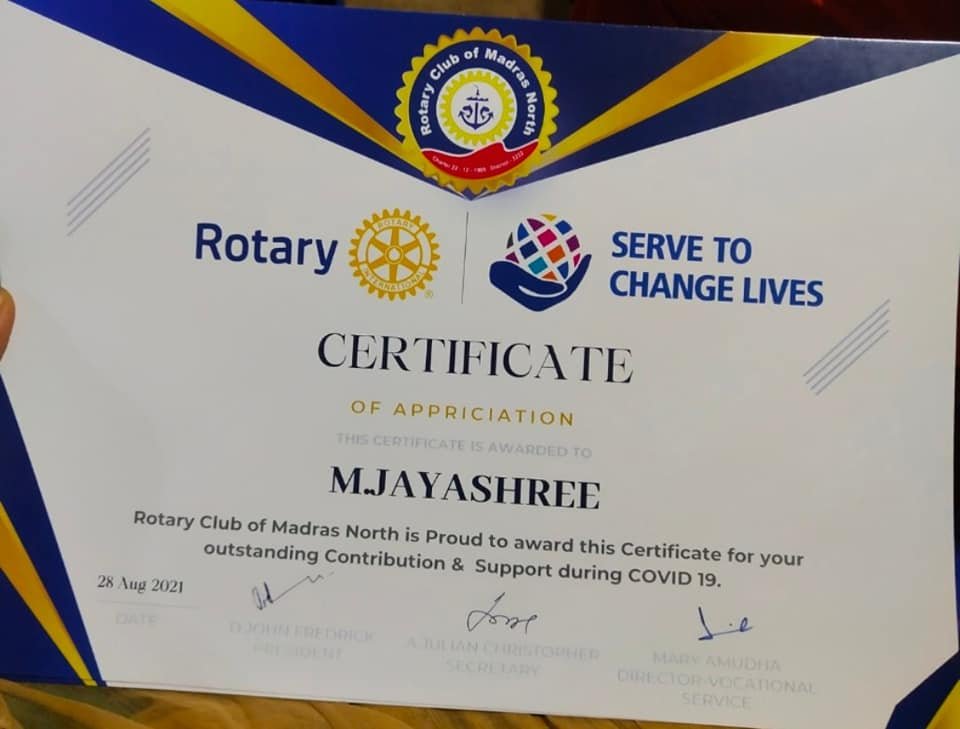 Rotary Club of Madras North
Rotary
ROTARY
INTERNATIONAL
SERVE TO
CHANGE LIVES
CERTIFICATE
OF APPRICIATION
THIS CERTIFICATE IS AWARDED TO
M.JAYASHREE
Rotary Club of Madras North is Proud to award this Certificate for your
outstanding Contribution & Support during COVID 19.
28 Aug 2021
DATE
D.JOHN FREDRICK
PRESIDENT
A.JULIAN CHRISTOPHER
SECRETARY
MARY AMUDHA
DIRECTOR-VOCATIONAL
SERVICE